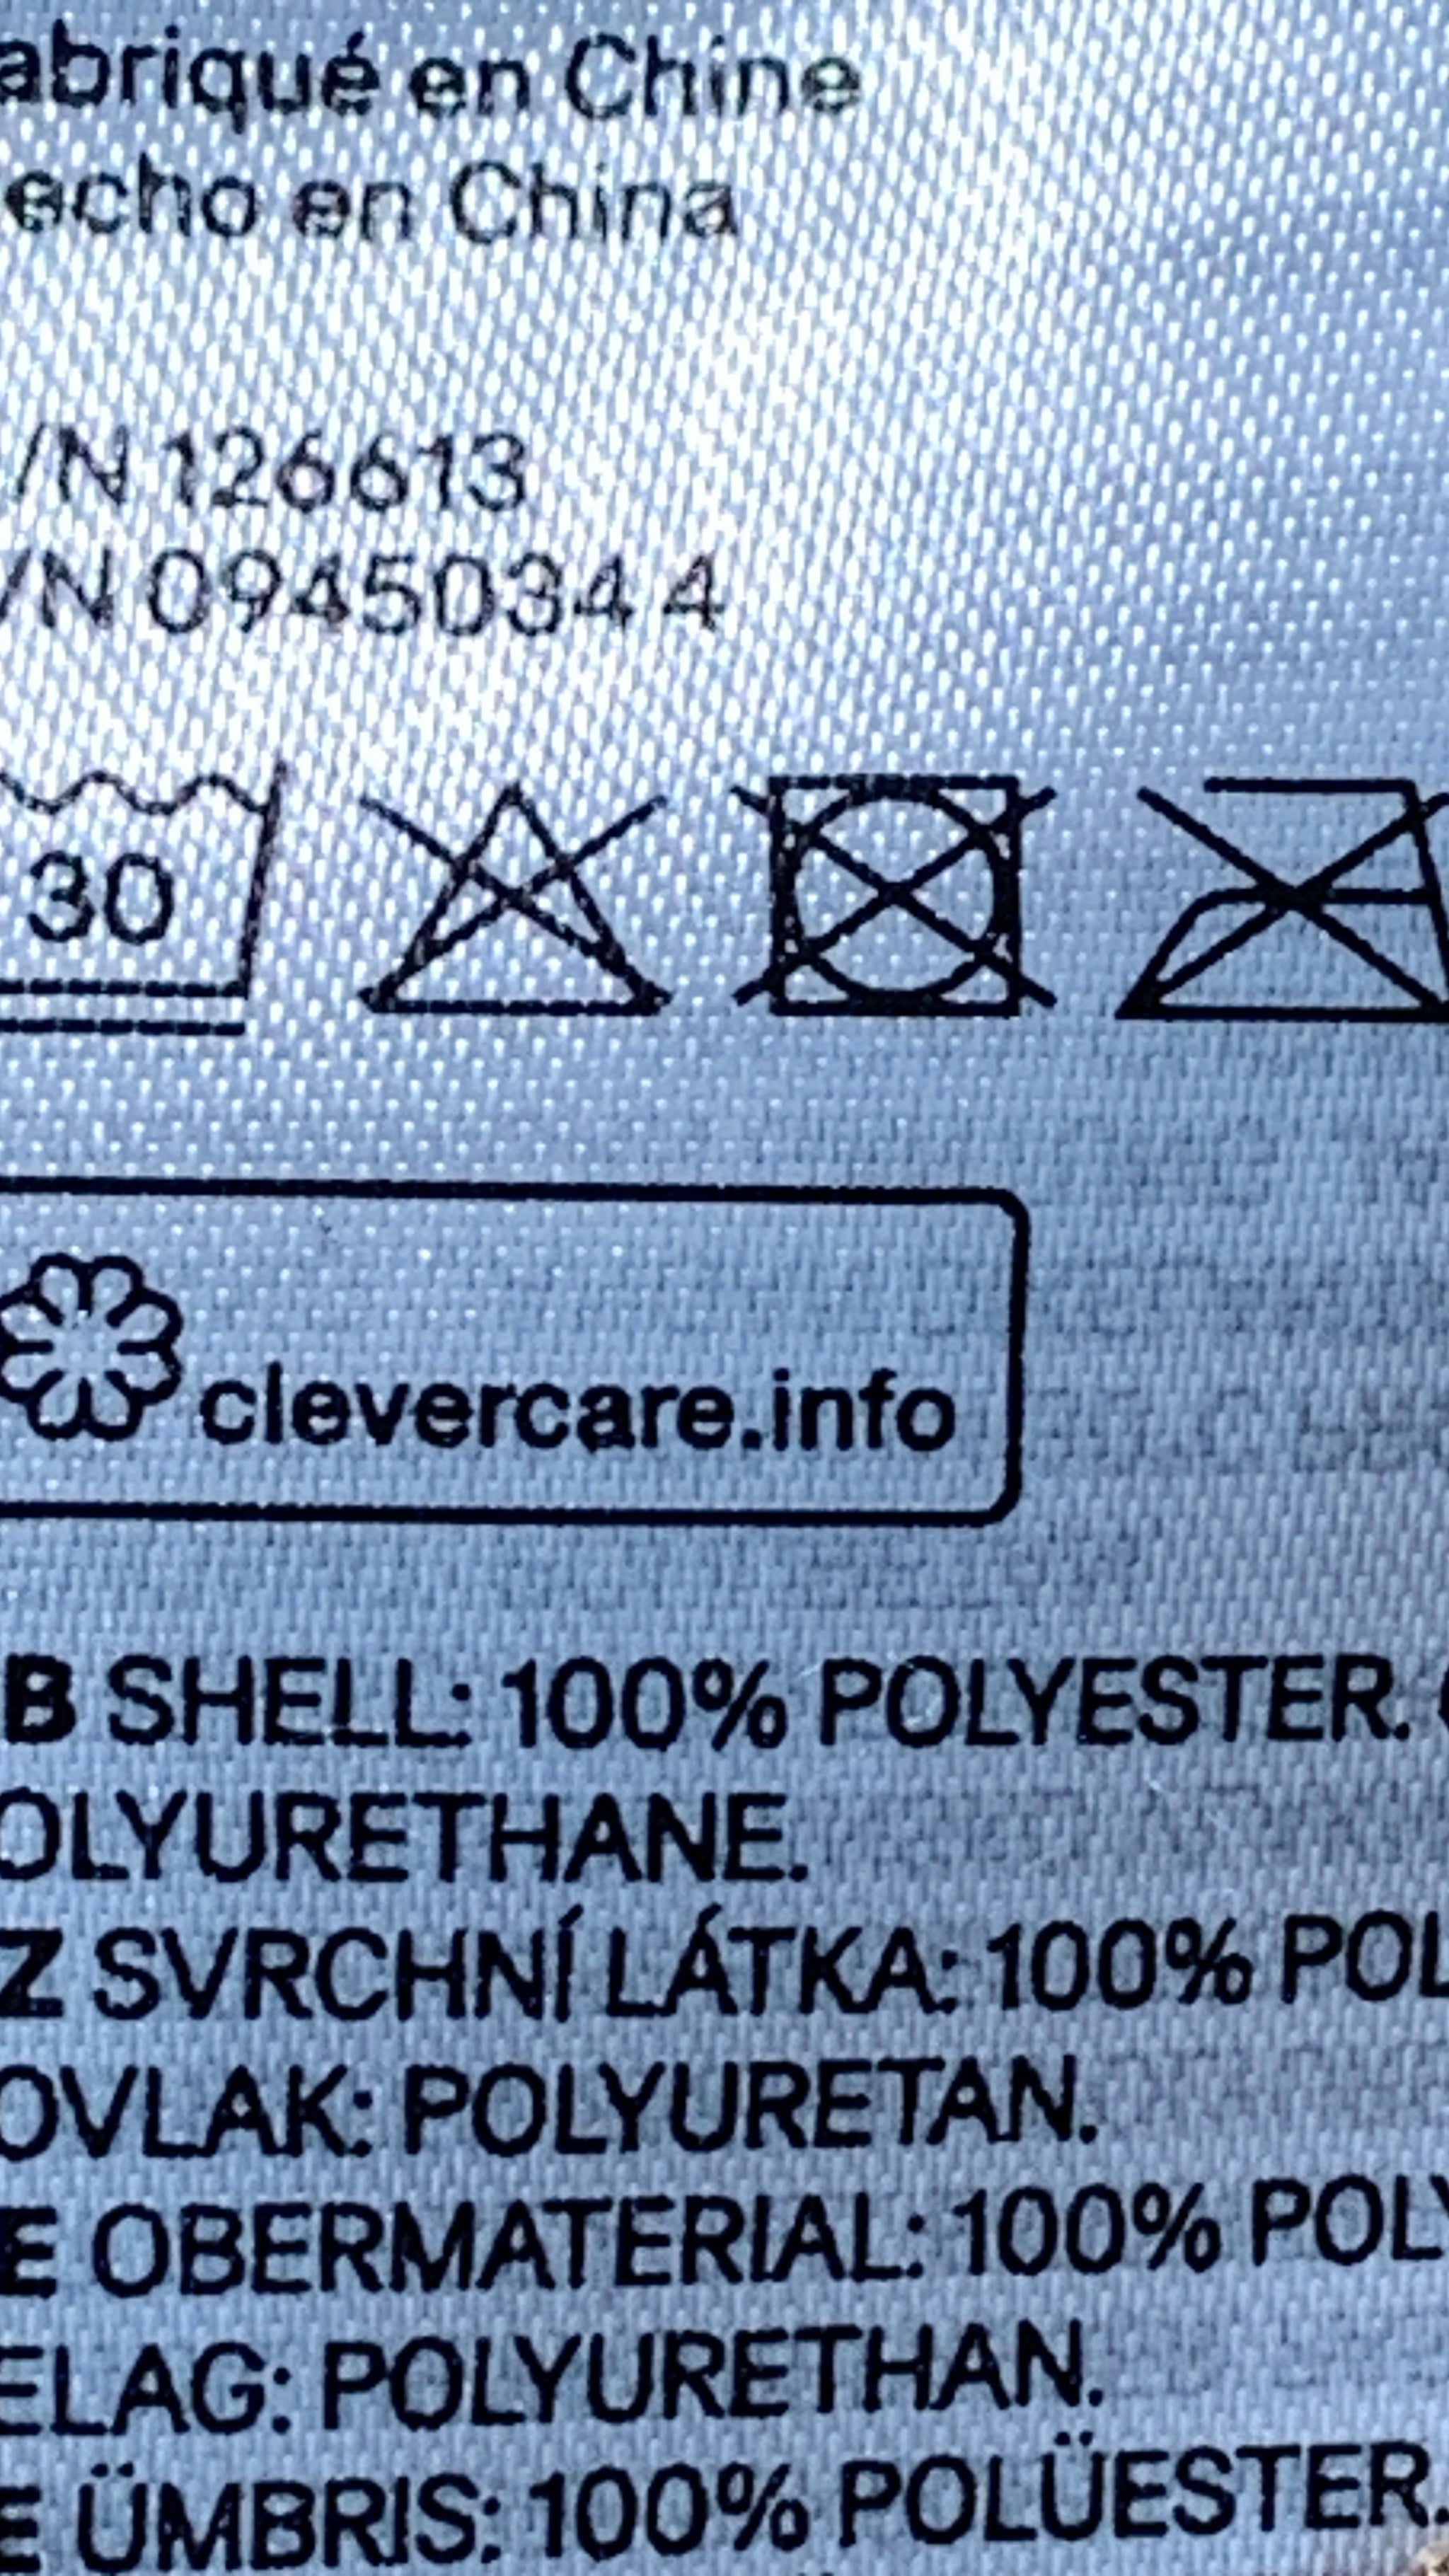 abriqué en Chine
echo en China
/N 126613
/N 09450344
30
clevercare.info
B SHELL: 100% POLYESTER.
OLYURETHANE.
Z SVRCHNÍ LÁTKA: 100% POL
OVLAK: POLYURETAN.
E OBERMATERIAL: 100% POLY
ELAG: POLYURETHAN.
E ÜMBRIS: 100% POLÜESTER.